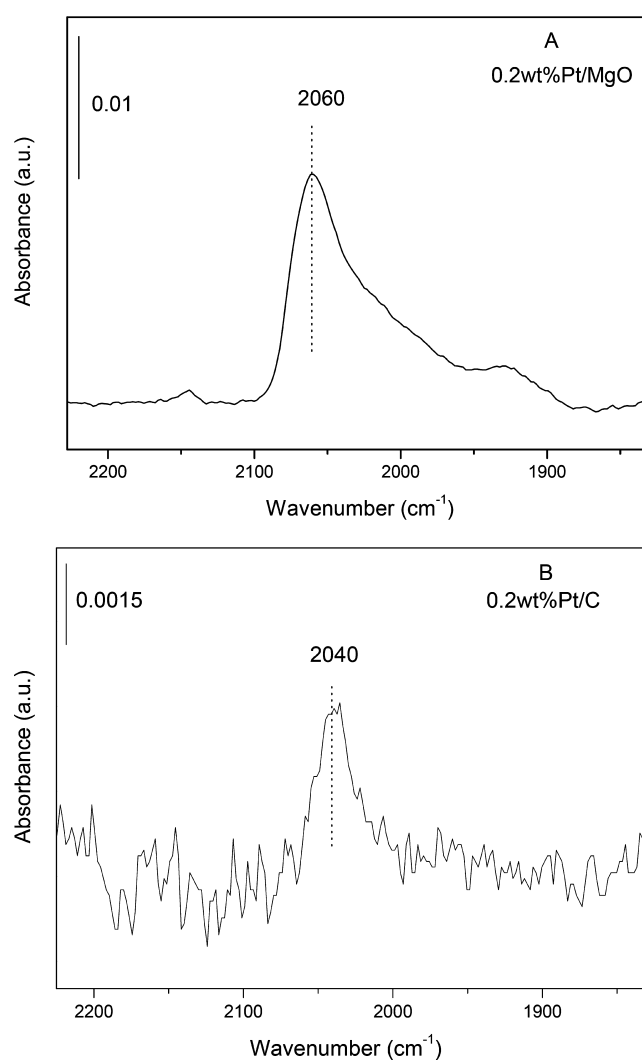 A
0.2wt%Pt/MgO
0.01
2060
Absorbance (a.u.)
2200 2100 2000 1900
Wavenumber (cm⁻¹)
B
0.2wt%Pt/C
0.0015
2040
Absorbance (a.u.)
2200 2100 2000 1900
Wavenumber (cm⁻¹)